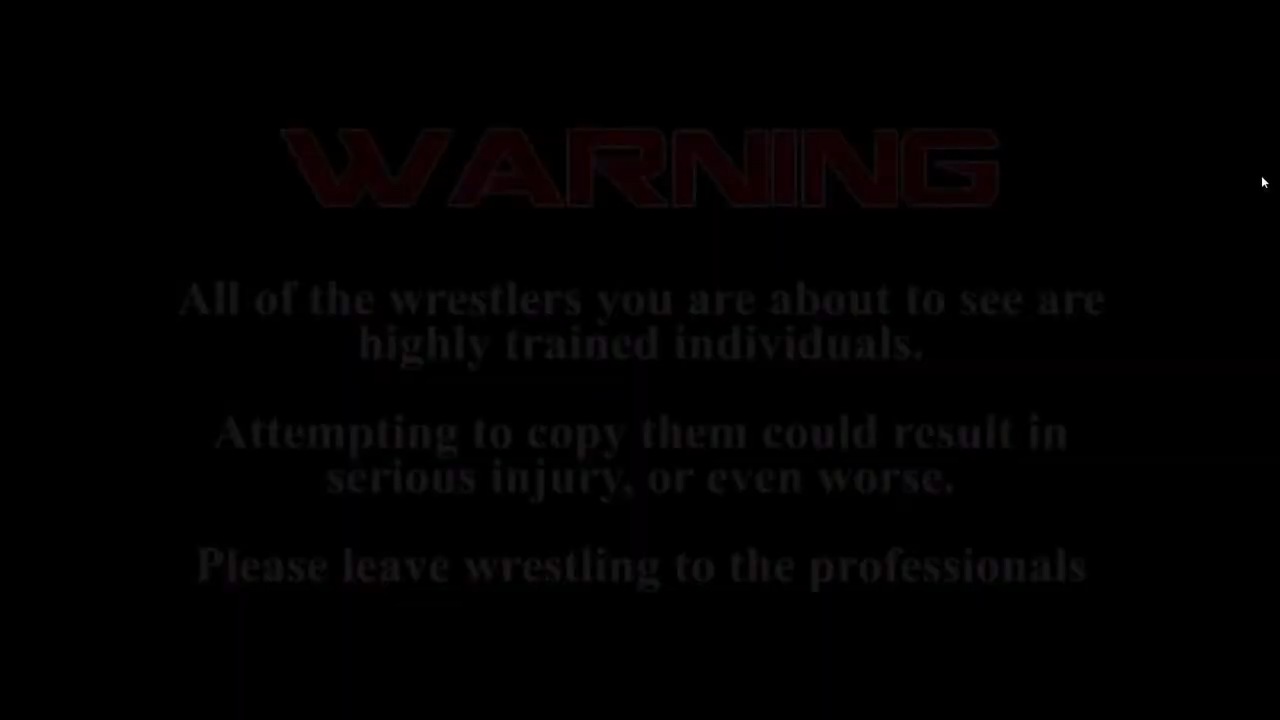 WARNING
All of the wrestlers you are about to see are
highly trained individuals.
Attempting to copy them could result in
serious injury, or even worse.
Please leave wrestling to the professionals